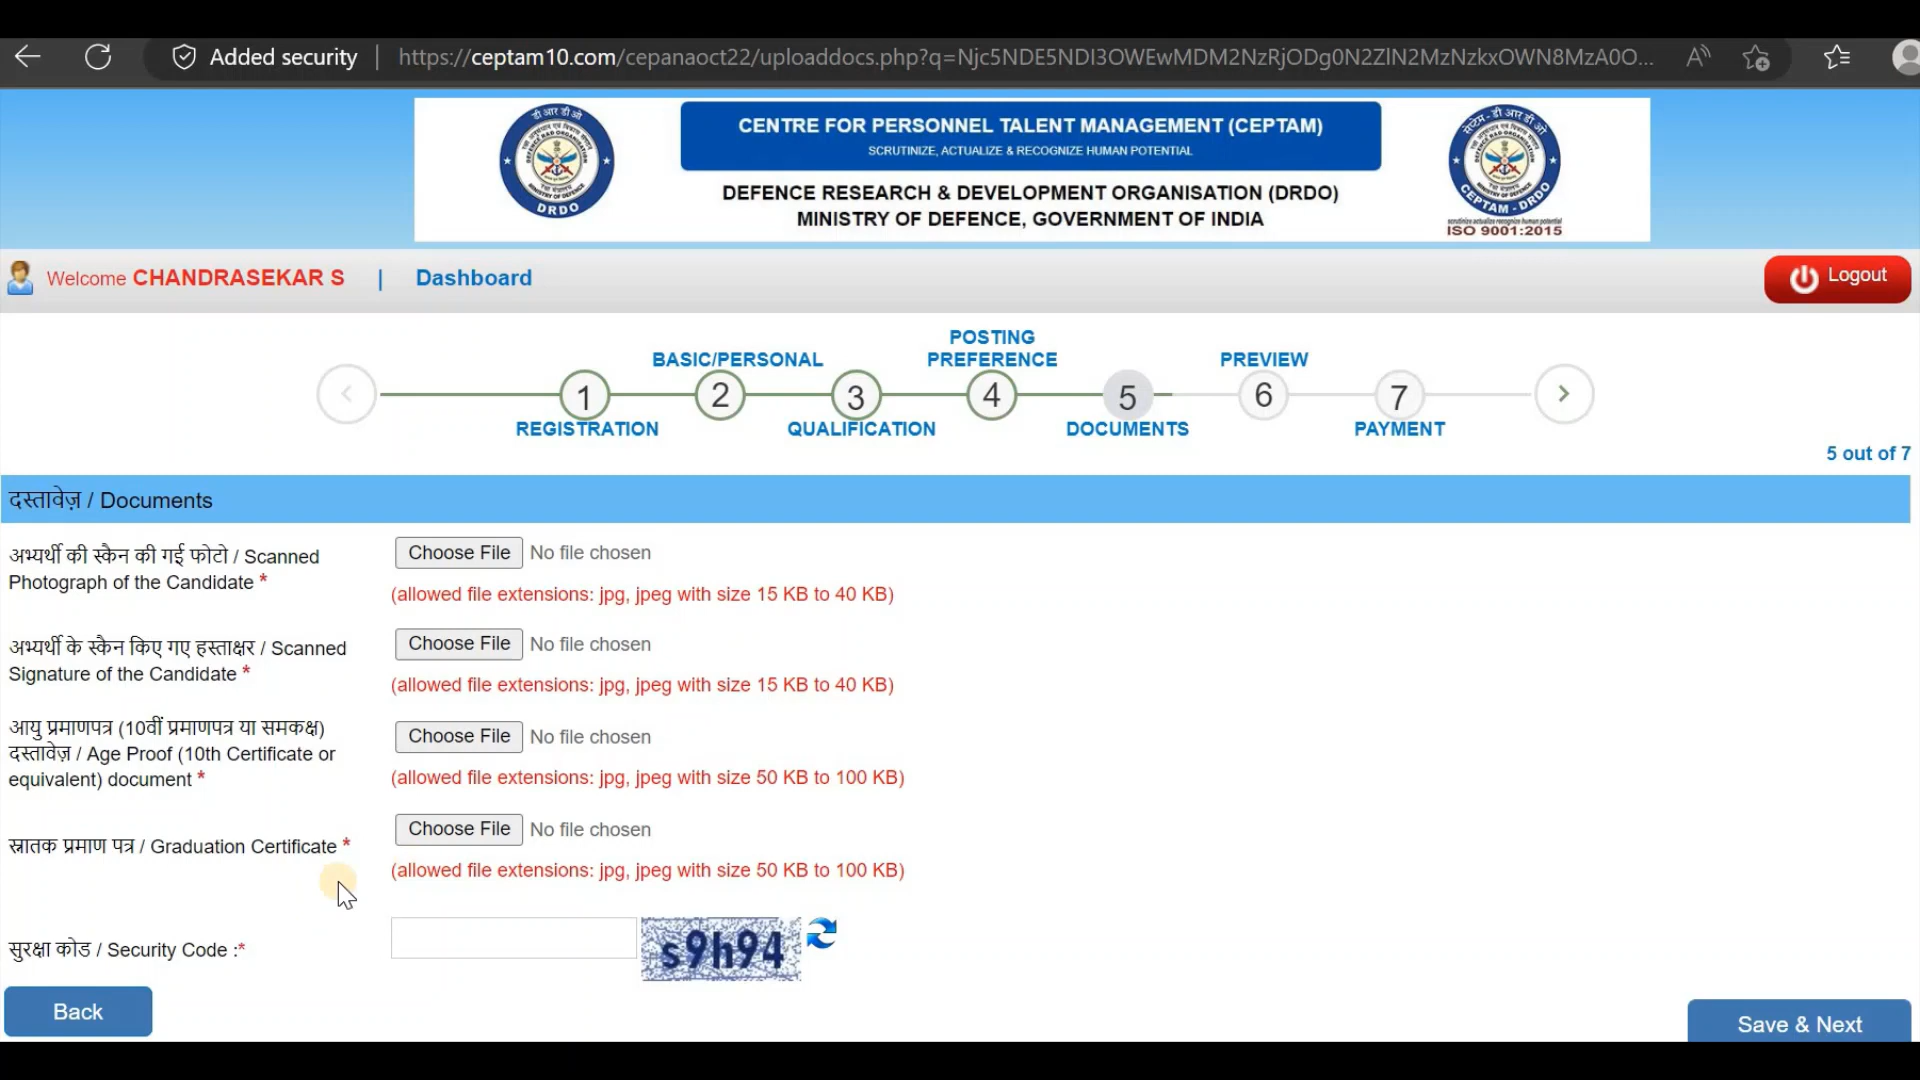 Added security | https://ceptam10.com/cepanaoct22/uploaddocs.php?q=Njc5NDE5NDI3OWEwMDM2NzRjODg0N2ZlN2MzNzkxOWN8MzA0O...
डी आर डी ओ
DRDO
CENTRE FOR PERSONNEL TALENT MANAGEMENT (CEPTAM)
SCRUTINIZE, ACTUALIZE & RECOGNIZE HUMAN POTENTIAL
DEFENCE RESEARCH & DEVELOPMENT ORGANISATION (DRDO)
MINISTRY OF DEFENCE, GOVERNMENT OF INDIA
CEPTAM - DRDO
scrutinize actualize recognize human potential
ISO 9001:2015
Welcome CHANDRASEKAR S | Dashboard
Logout
1
REGISTRATION
BASIC/PERSONAL
2
3
QUALIFICATION
POSTING
PREFERENCE
4
5
DOCUMENTS
PREVIEW
6
7
PAYMENT
5 out of 7
दस्तावेज़ / Documents
अभ्यर्थी की स्कैन की गई फोटो / Scanned
Photograph of the Candidate *
Choose File No file chosen
(allowed file extensions: jpg, jpeg with size 15 KB to 40 KB)
अभ्यर्थी के स्कैन किए गए हस्ताक्षर / Scanned
Signature of the Candidate *
Choose File No file chosen
(allowed file extensions: jpg, jpeg with size 15 KB to 40 KB)
आयु प्रमाणपत्र (10वीं प्रमाणपत्र या समकक्ष)
दस्तावेज़ / Age Proof (10th Certificate or
equivalent) document *
Choose File No file chosen
(allowed file extensions: jpg, jpeg with size 50 KB to 100 KB)
स्नातक प्रमाण पत्र / Graduation Certificate *
Choose File No file chosen
(allowed file extensions: jpg, jpeg with size 50 KB to 100 KB)
सुरक्षा कोड / Security Code :*
s9h94
Back
Save & Next